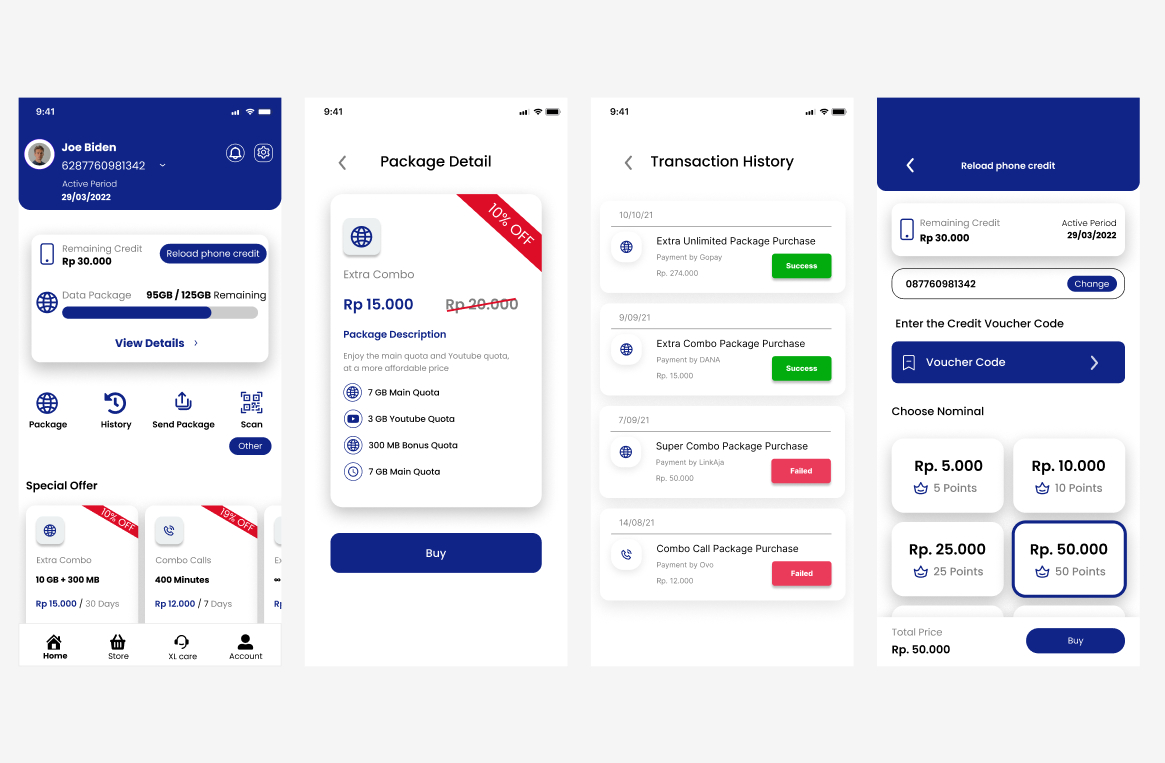 9:41
Joe Biden
6287760981342
Active Period
29/03/2022
Remaining Credit
Rp 30.000
Reload phone credit
Data Package
95GB / 125GB Remaining
View Details
Package
History
Send Package
Scan
Other
Special Offer
10% OFF
Extra Combo
10 GB + 300 MB
Rp 15.000 / 30 Days
19% OFF
Combo Calls
400 Minutes
Rp 12.000 / 7 Days
Home
Store
XL care
Account
9:41
Package Detail
10% OFF
Extra Combo
Rp 15.000
Rp 20.000
Package Description
Enjoy the main quota and Youtube quota,
at a more affordable price
7 GB Main Quota
3 GB Youtube Quota
300 MB Bonus Quota
7 GB Main Quota
Buy
9:41
Transaction History
10/10/21
Extra Unlimited Package Purchase
Payment by Gopay
Rp. 274.000
Success
9/09/21
Extra Combo Package Purchase
Payment by DANA
Rp. 15.000
Success
7/09/21
Super Combo Package Purchase
Payment by LinkAja
Rp. 50.000
Failed
14/08/21
Combo Call Package Purchase
Payment by Ovo
Rp. 12.000
Failed
Reload phone credit
Remaining Credit
Rp 30.000
Active Period
29/03/2022
087760981342
Change
Enter the Credit Voucher Code
Voucher Code
Choose Nominal
Rp. 5.000
5 Points
Rp. 10.000
10 Points
Rp. 25.000
25 Points
Rp. 50.000
50 Points
Total Price
Rp. 50.000
Buy